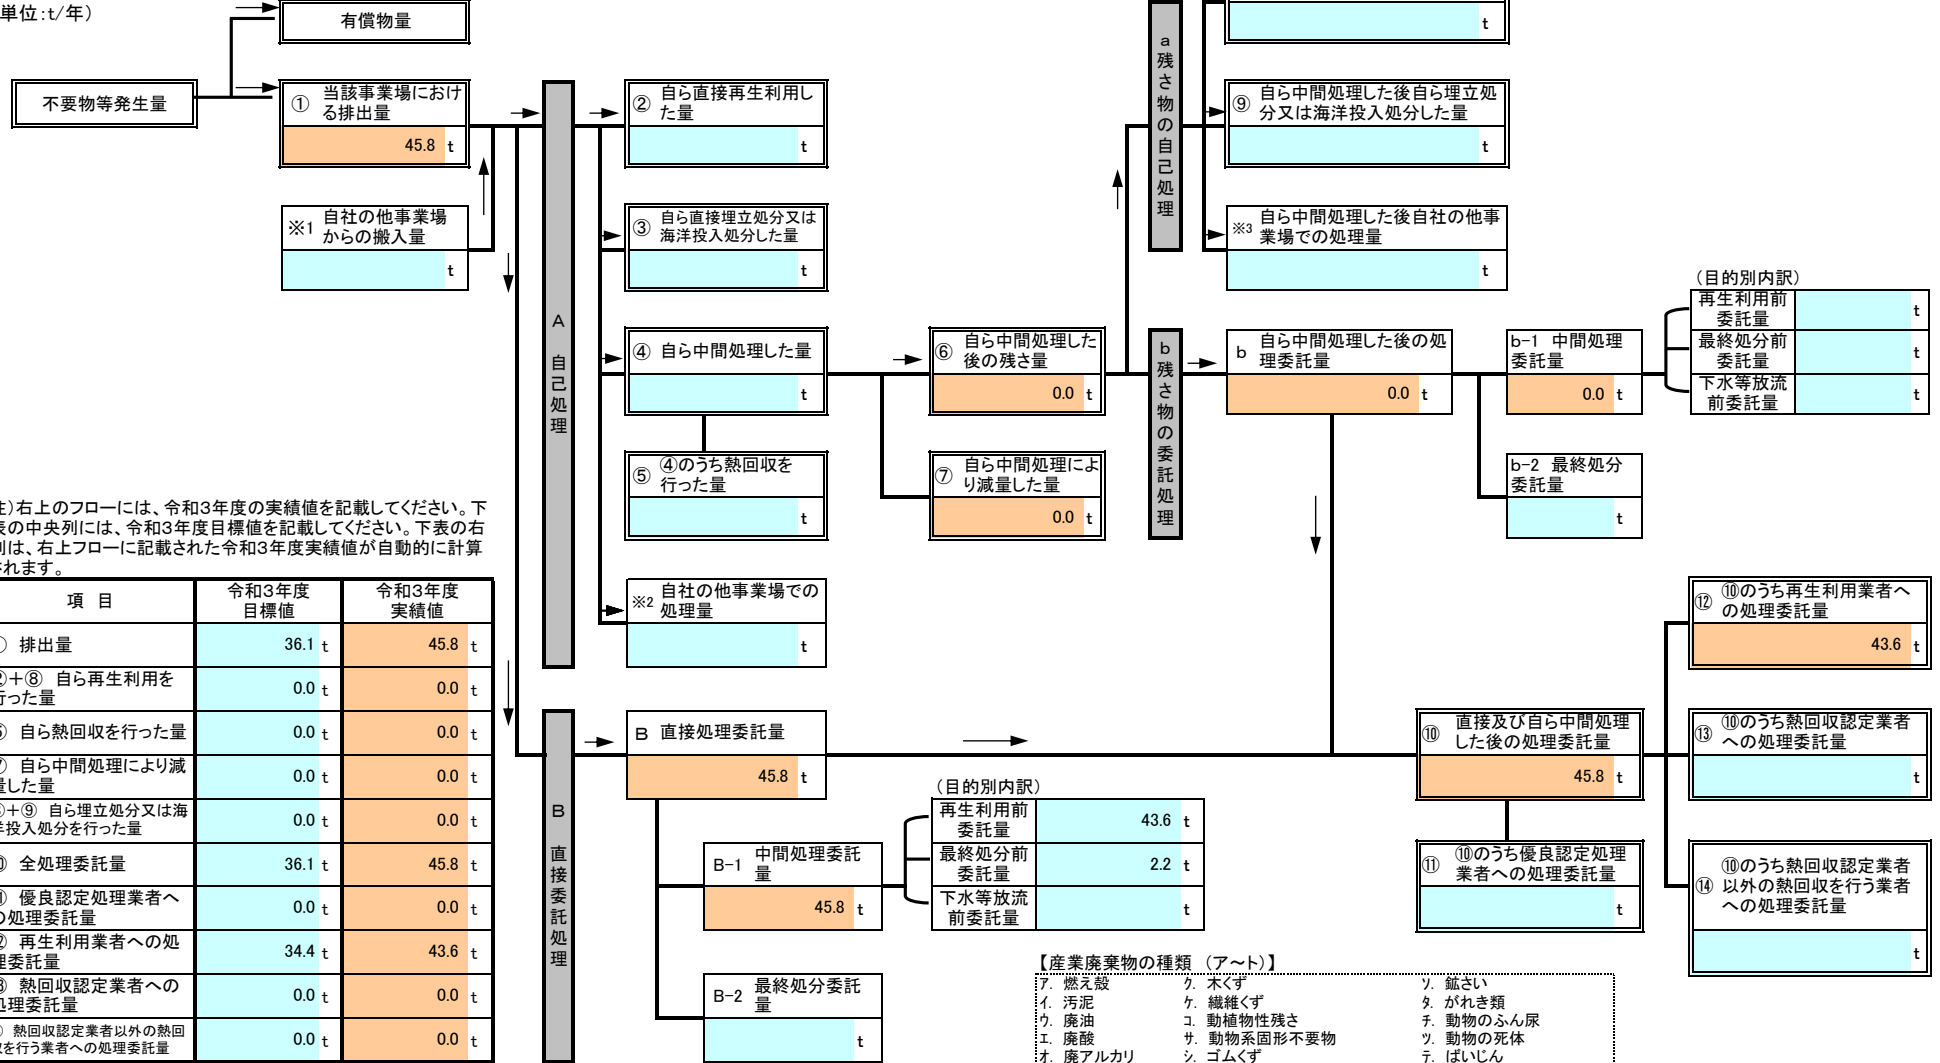 単位:t/年）
有償物量
t
不要物等発生量
① 当該事業場におけ
る排出量
45.8 t
※1 自社の他事業場
からの搬入量
t
A 自己処理
② 自ら直接再生利用し
た量
t
③ 自ら直接埋立処分又は
海洋投入処分した量
t
④ 自ら中間処理した量
t
⑤ ④のうち熱回収を
行った量
t
※2 自社の他事業場での
処理量
t
⑥ 自ら中間処理した
後の残さ量
0.0 t
⑦ 自ら中間処理によ
り減量した量
0.0 t
a残さ物の自己処理
⑨ 自ら中間処理した後自ら埋立処
分又は海洋投入処分した量
t
※3 自ら中間処理した後自社の他事
業場での処理量
t
b残さ物の委託処理
b 自ら中間処理した後の処
理委託量
0.0 t
b-1 中間処理
委託量
0.0 t
b-2 最終処分
委託量
t
（目的別内訳）
再生利用前
委託量 t
最終処分前
委託量 t
下水等放流
前委託量 t
注）右上のフローには、令和3年度の実績値を記載してください。下
表の中央列には、令和3年度目標値を記載してください。下表の右
列は、右上フローに記載された令和3年度実績値が自動的に計算
されます。
項 目 令和3年度 目標値 令和3年度 実績値
① 排出量 36.1 t 45.8 t
②+⑧ 自ら再生利用を
行った量 0.0 t 0.0 t
⑤ 自ら熱回収を行った量 0.0 t 0.0 t
⑦ 自ら中間処理により減
量した量 0.0 t 0.0 t
③+⑨ 自ら埋立処分又は海
洋投入処分を行った量 0.0 t 0.0 t
⑩ 全処理委託量 36.1 t 45.8 t
⑪ 優良認定処理業者へ
の処理委託量 0.0 t 0.0 t
⑫ 再生利用業者への処
理委託量 34.4 t 43.6 t
⑬ 熱回収認定業者への
処理委託量 0.0 t 0.0 t
⑭ 熱回収認定業者以外の熱回
収を行う業者への処理委託量 0.0 t 0.0 t
B 直接委託処理
B 直接処理委託量
45.8 t
B-1 中間処理委託
量
45.8 t
B-2 最終処分委託
量
t
（目的別内訳）
再生利用前
委託量 43.6 t
最終処分前
委託量 2.2 t
下水等放流
前委託量 t
⑩ 直接及び自ら中間処理
した後の処理委託量
45.8 t
⑪ ⑩のうち優良認定処理
業者への処理委託量
t
⑫ ⑩のうち再生利用業者へ
の処理委託量
43.6 t
⑬ ⑩のうち熱回収認定業者
への処理委託量
t
⑭ ⑩のうち熱回収認定業者
以外の熱回収を行う業者
への処理委託量
t
【産業廃棄物の種類 （ア～ト）】
ア. 燃え殻 ク. 木くず ソ. 鉱さい
イ. 汚泥 ケ. 繊維くず タ. がれき類
ウ. 廃油 コ. 動植物性残さ チ. 動物のふん尿
エ. 廃酸 サ. 動物系固形不要物 ツ. 動物の死体
オ. 廃アルカリ シ. ゴムくず テ. ばいじん